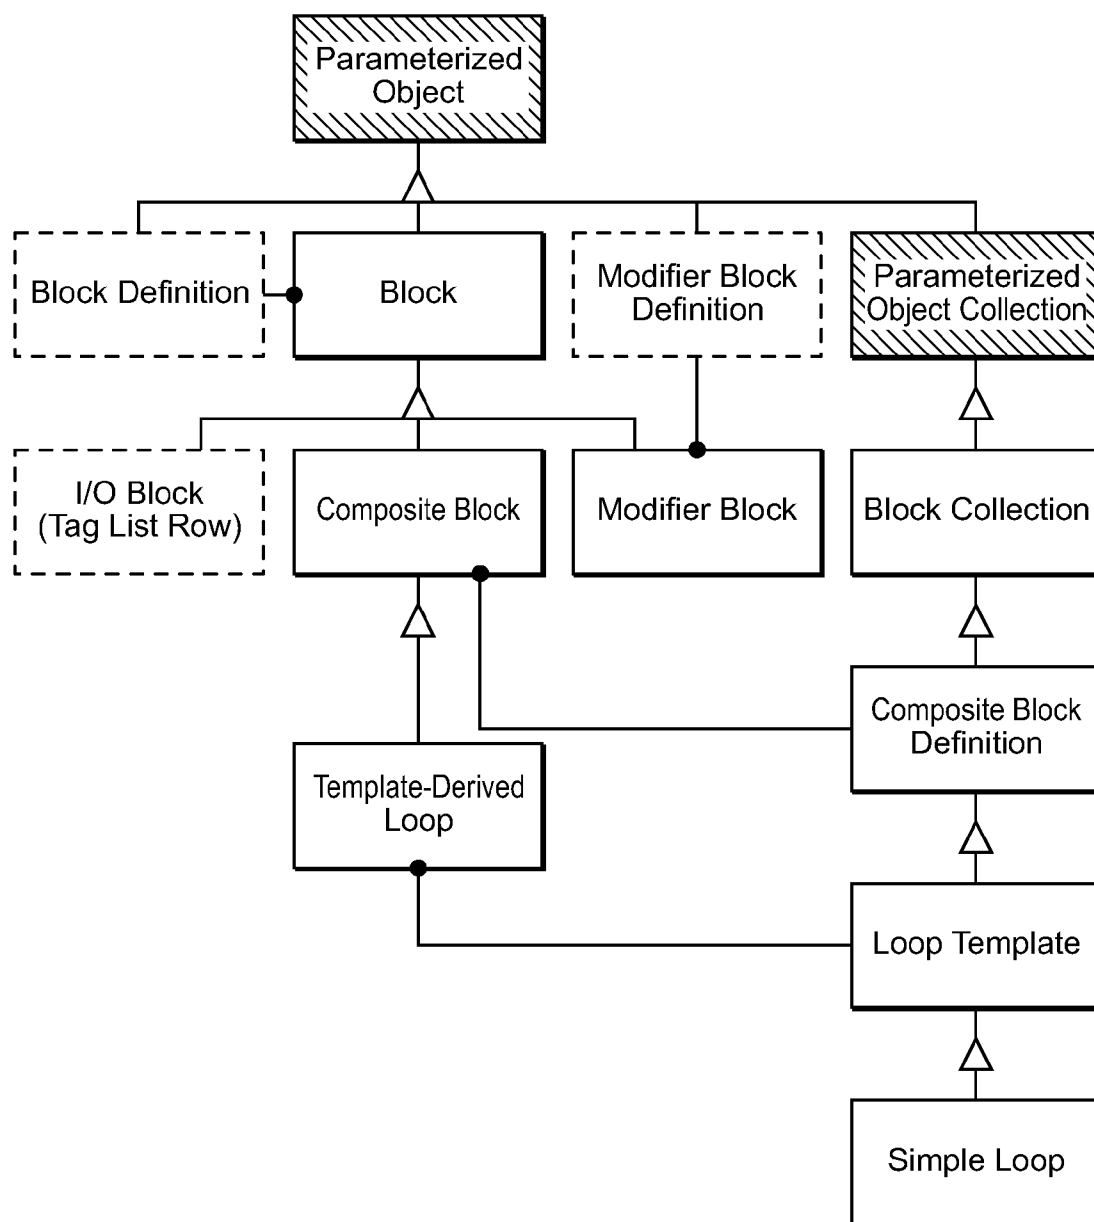 Parameterized
Object
Block Definition
Block
Modifier Block
Definition
Parameterized
Object Collection
I/O Block
(Tag List Row)
Composite Block
Modifier Block
Block Collection
Composite Block
Definition
Template-Derived
Loop
Loop Template
Simple Loop